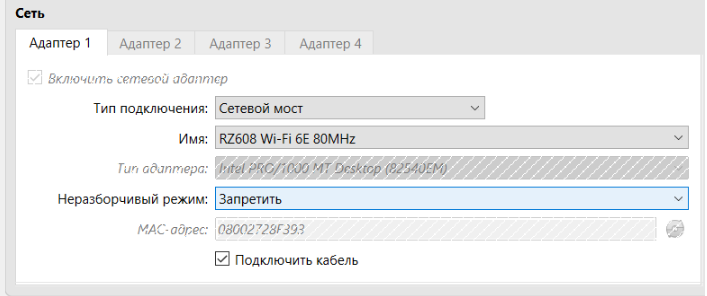 Сеть
Адаптер 1 Адаптер 2 Адаптер 3 Адаптер 4
Включить сетевой адаптер
Тип подключения: Сетевой мост
Имя: RZ608 Wi-Fi 6E 80MHz
Тип адаптера: Intel PRO/1000 MT Desktop (82540EM)
Неразборчивый режим: Запретить
MAC-адрес: 08002728F393
Подключить кабель